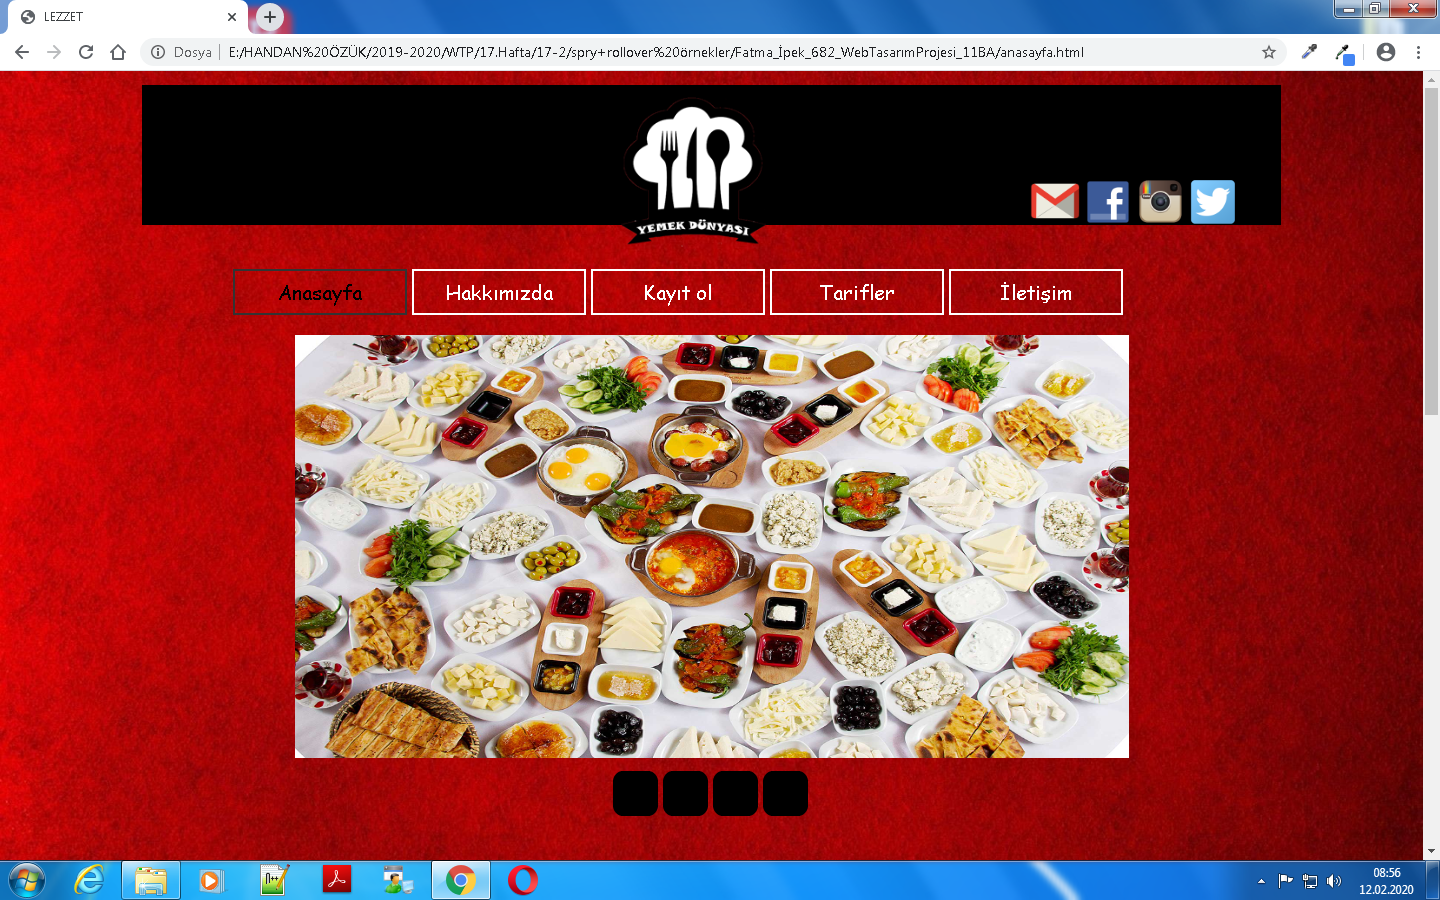 LEZZET
Dosya
E:/HANDAN%20ÖZÜK/2019-2020/WTP/17.Hafta/17-2/spry+rollover%20örnekler/Fatma_İpek_682_WebTasarımProjesi_11BA/anasayfa.html
YEMEK DÜNYASI
Anasayfa
Hakkımızda
Kayıt ol
Tarifler
İletişim
08:56
12.02.2020